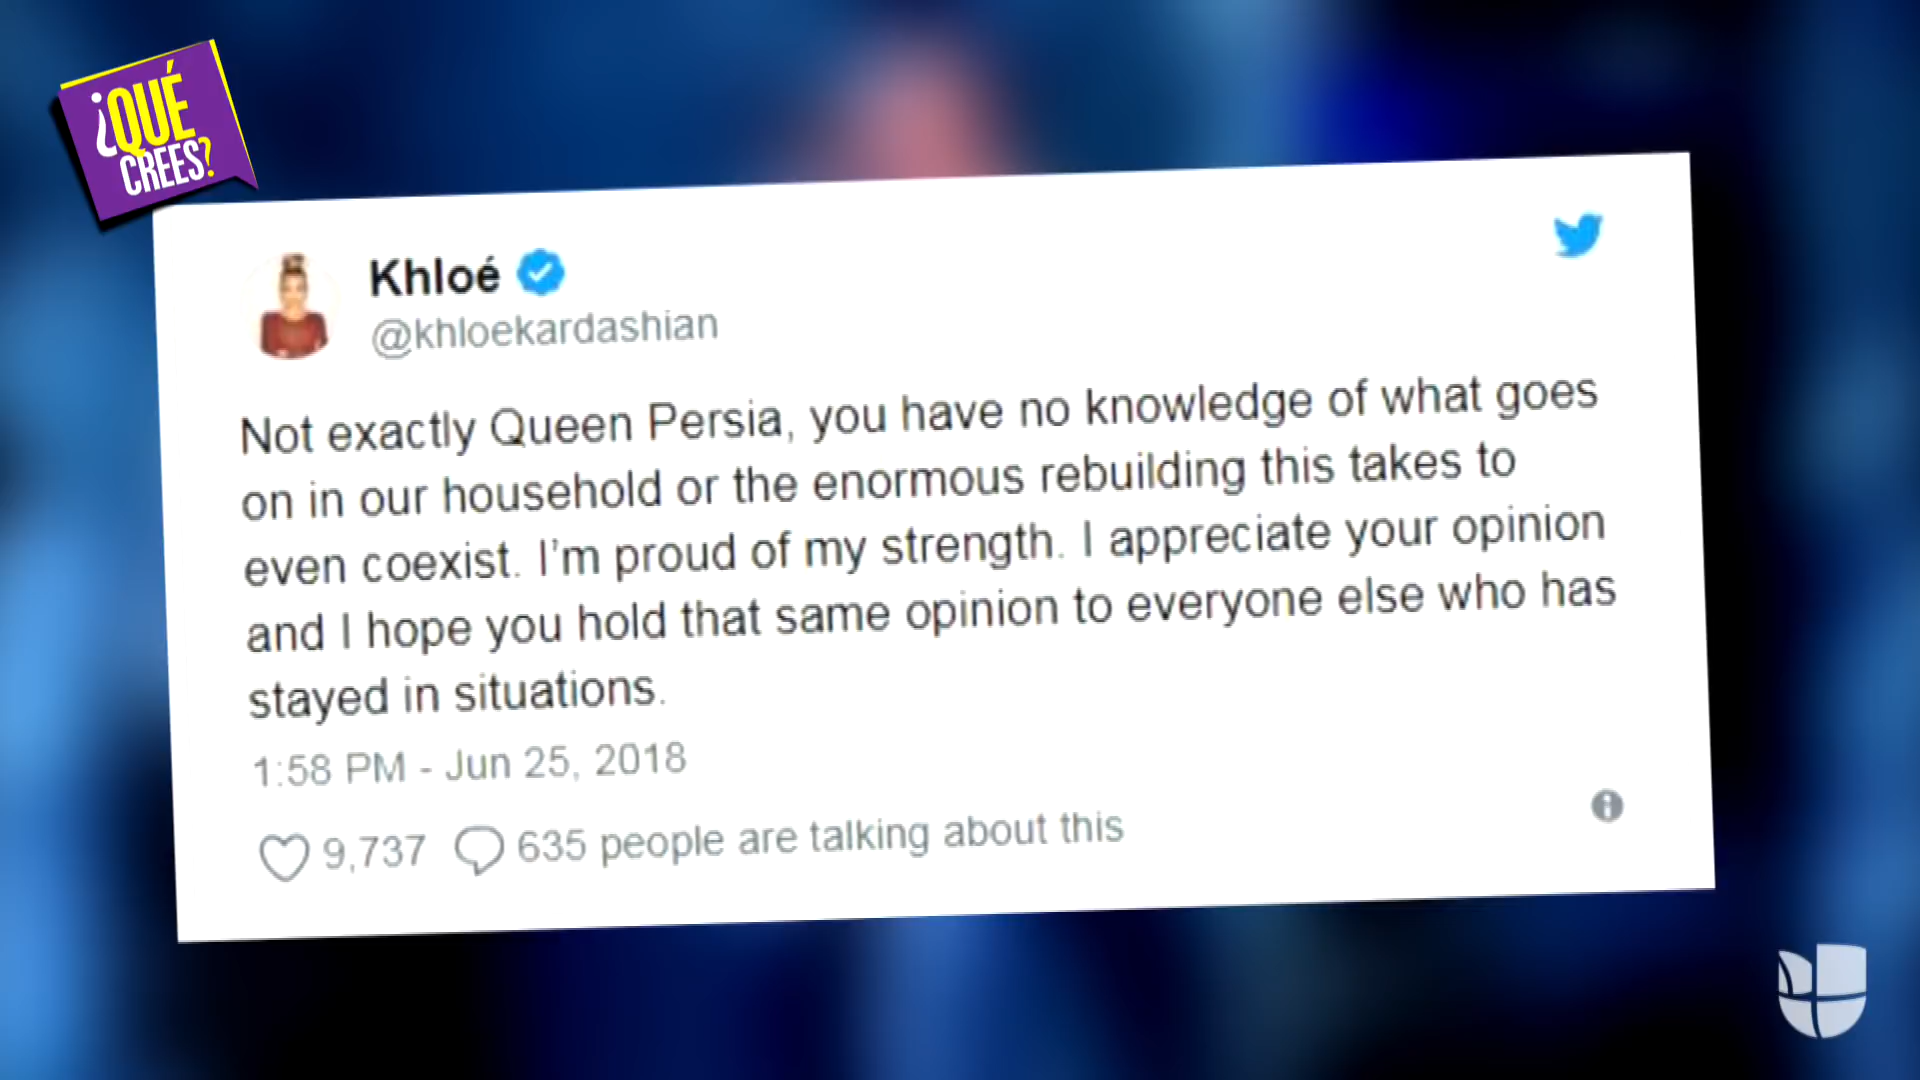 ¿QUÉ
CREES?
Khloé
@khloekardashian
Not exactly Queen Persia, you have no knowledge of what goes
on in our household or the enormous rebuilding this takes to
even coexist. I'm proud of my strength. I appreciate your opinion
and I hope you hold that same opinion to everyone else who has
stayed in situations.
1:58 PM - Jun 25, 2018
9,737 635 people are talking about this